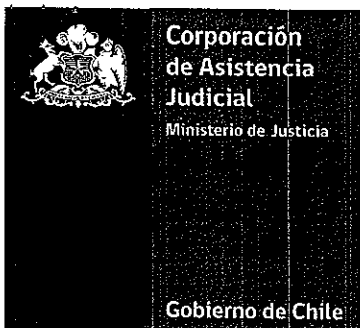 Corporación
de Asistencia
Judicial
Ministerio de Justicia
Gobierno de Chile